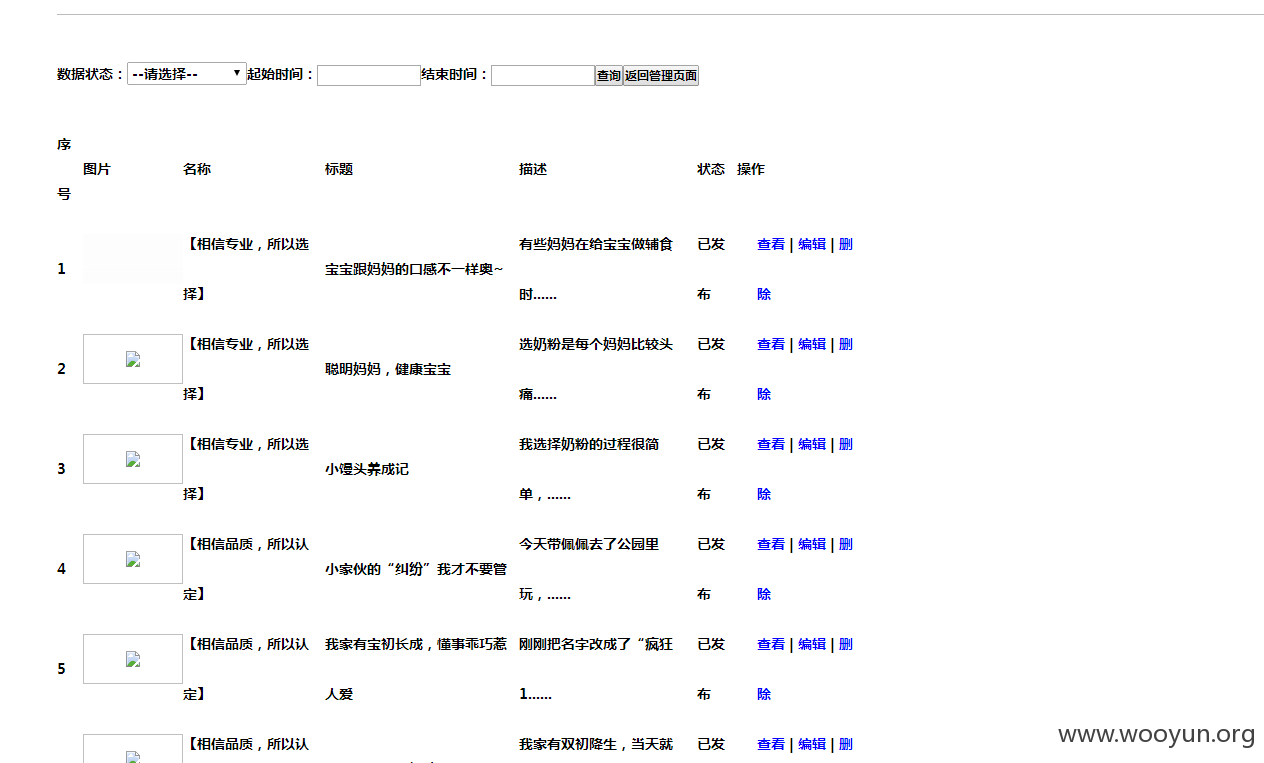 数据状态：--请选择-- 起始时间： 结束时间： 查询 返回管理页面
序号 图片 名称 标题 描述 状态 操作
1 【相信专业，所以选择】 宝宝跟妈妈的口感不一样奥~ 有些妈妈在给宝宝做辅食时...... 已发布 查看 | 编辑 | 删除
2 【相信专业，所以选择】 聪明妈妈，健康宝宝 选奶粉是每个妈妈比较头痛...... 已发布 查看 | 编辑 | 删除
3 【相信专业，所以选择】 小馒头养成记 我选择奶粉的过程很简单，...... 已发布 查看 | 编辑 | 删除
4 【相信品质，所以认定】 小家伙的“纠纷”我才不要管 今天带佩佩去了公园里玩，...... 已发布 查看 | 编辑 | 删除
5 【相信品质，所以认定】 我家有宝初长成，懂事乖巧惹人爱 刚刚把名字改成了“疯狂1...... 已发布 查看 | 编辑 | 删除
【相信品质，所以认 我家有双初降生，当天就 已发 查看 | 编辑 | 删
www.wooyun.org